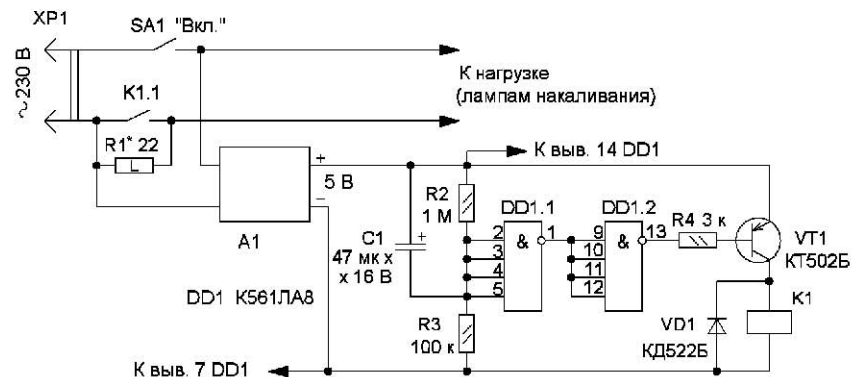 XP1
SA1 "Вкл."
~230 В
К нагрузке
(лампам накаливания)
K1.1
R1* 22
L
+
5 В
−
A1
К выв. 14 DD1
R2
1 М
C1
+
47 мк х
х 16 В
DD1.1
&
2
3
4
5
1
DD1.2
&
9
10
11
12
13
R4 3 к
VT1
КТ502Б
DD1 К561ЛА8
R3
100 к
VD1
КД522Б
K1
К выв. 7 DD1